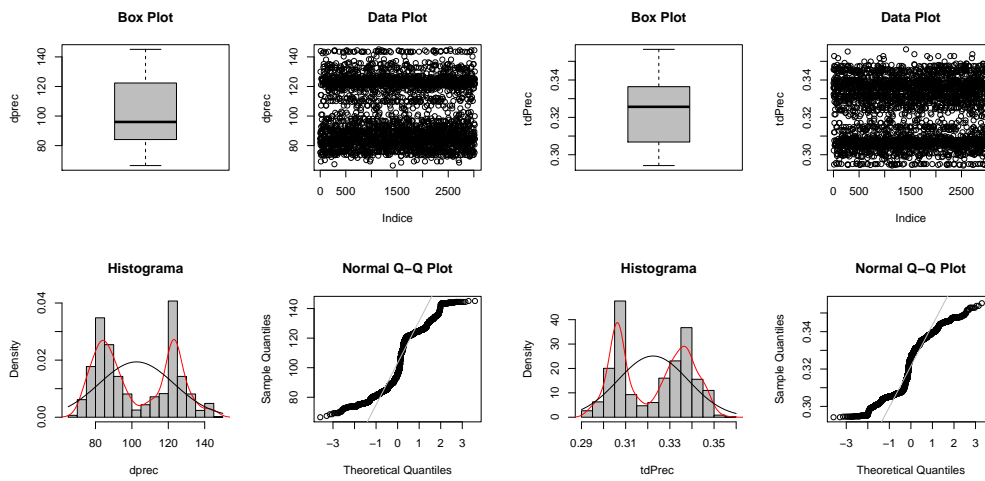 Box Plot
dprec
80 100 120 140
Data Plot
dprec
80 100 120 140
0 500 1500 2500
Indice
Box Plot
tdPrec
0.30 0.32 0.34
Data Plot
tdPrec
0.30 0.32 0.34
0 500 1500 2500
Indice
Histograma
Density
0.00 0.02 0.04
80 100 120 140
dprec
Normal Q−Q Plot
Sample Quantiles
80 100 120 140
−3 −1 0 1 2 3
Theoretical Quantiles
Histograma
Density
0 10 20 30 40
0.29 0.31 0.33 0.35
tdPrec
Normal Q−Q Plot
Sample Quantiles
0.30 0.32 0.34
−3 −1 0 1 2 3
Theoretical Quantiles